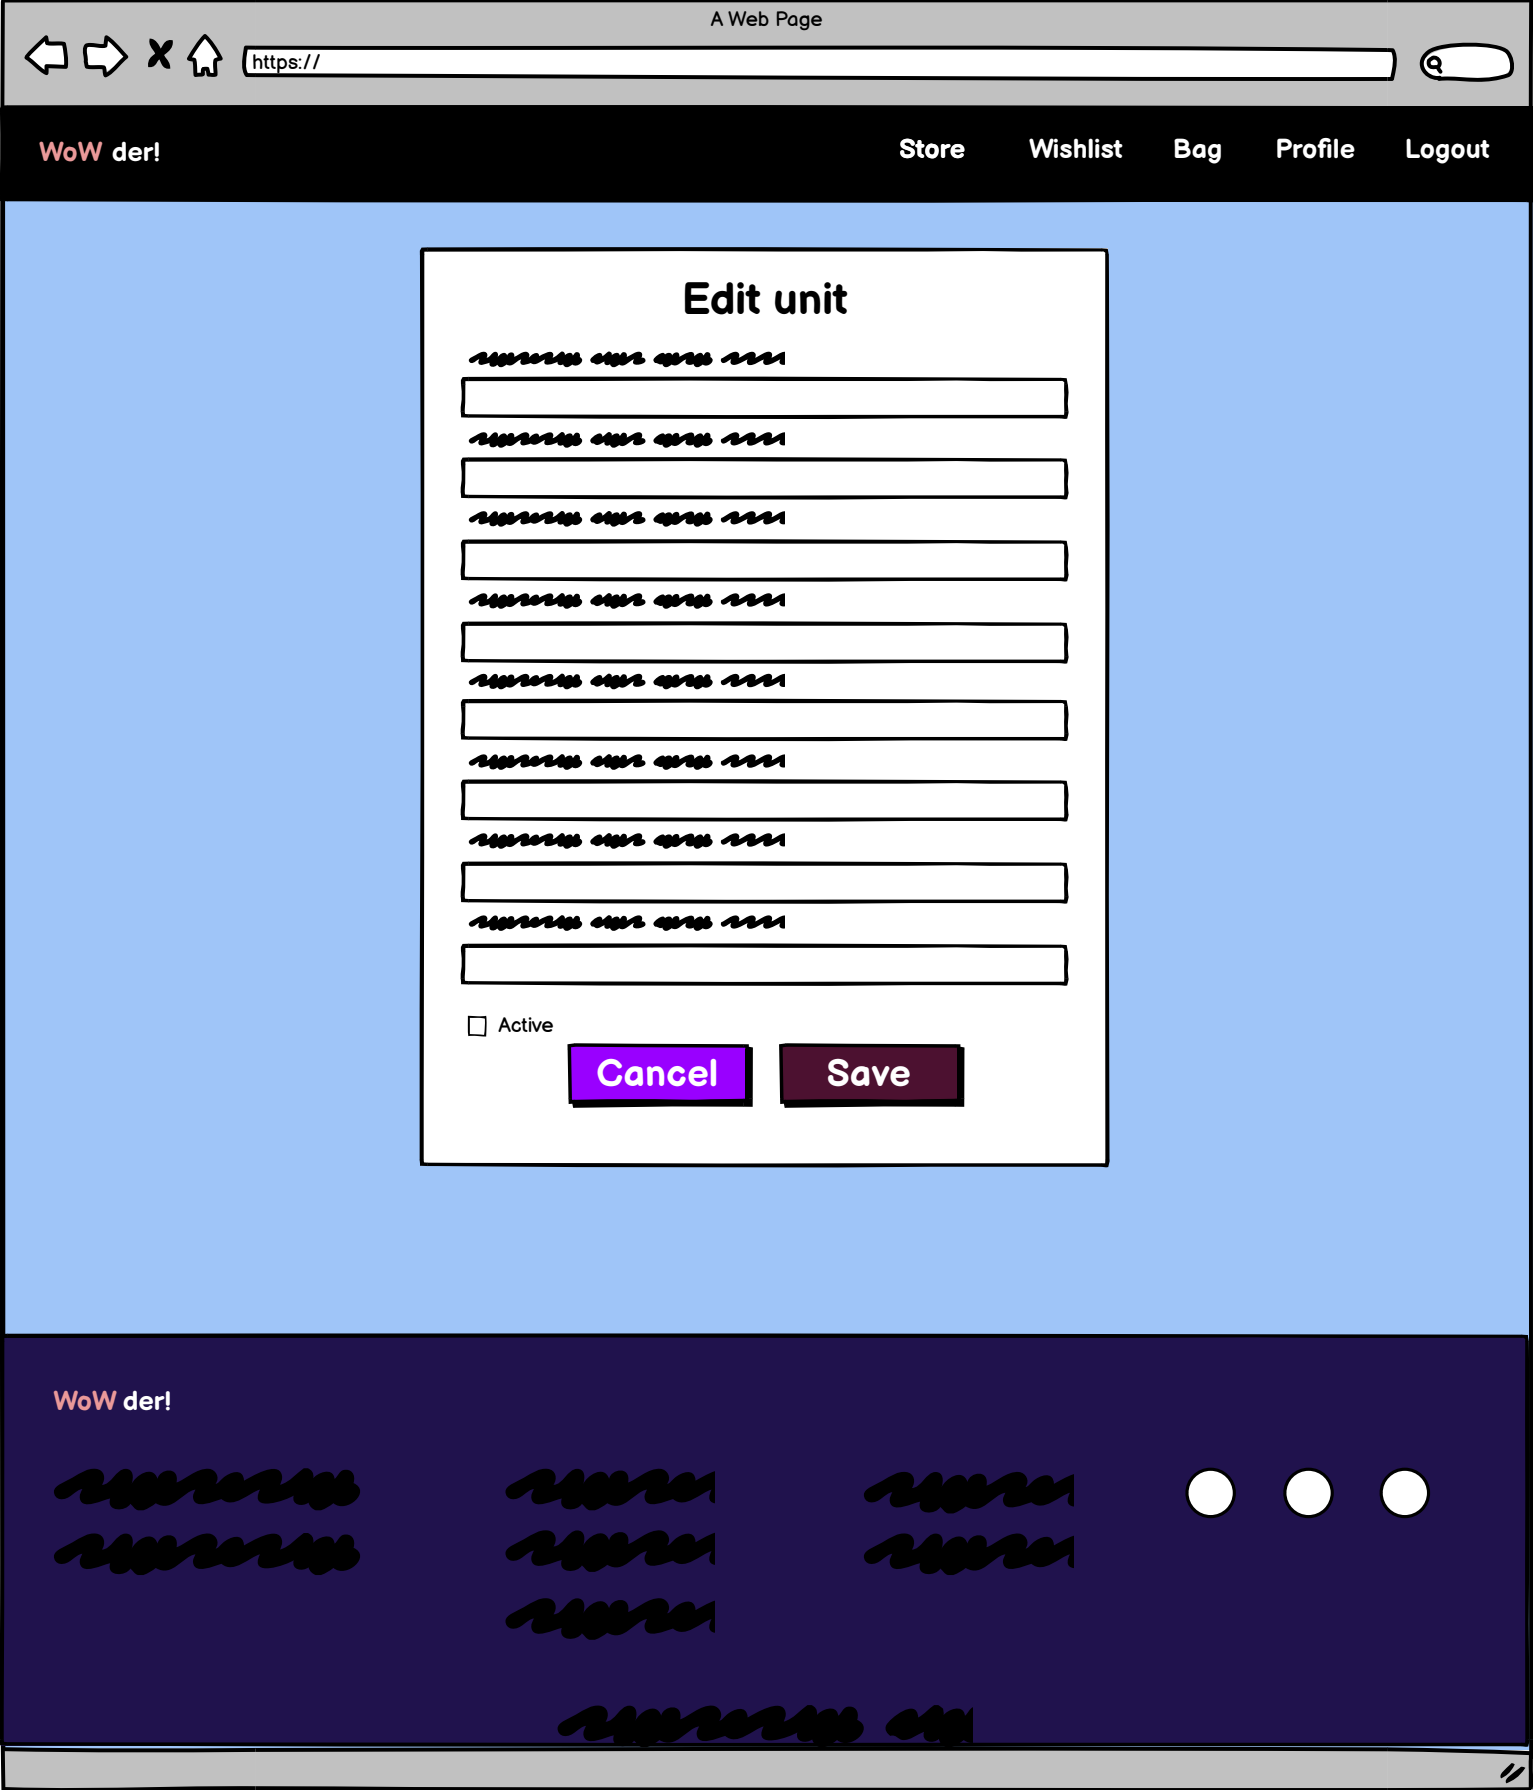 A Web Page
https://
WoW der!
Store Wishlist Bag Profile Logout
Edit unit
Active
Cancel Save
WoW der!